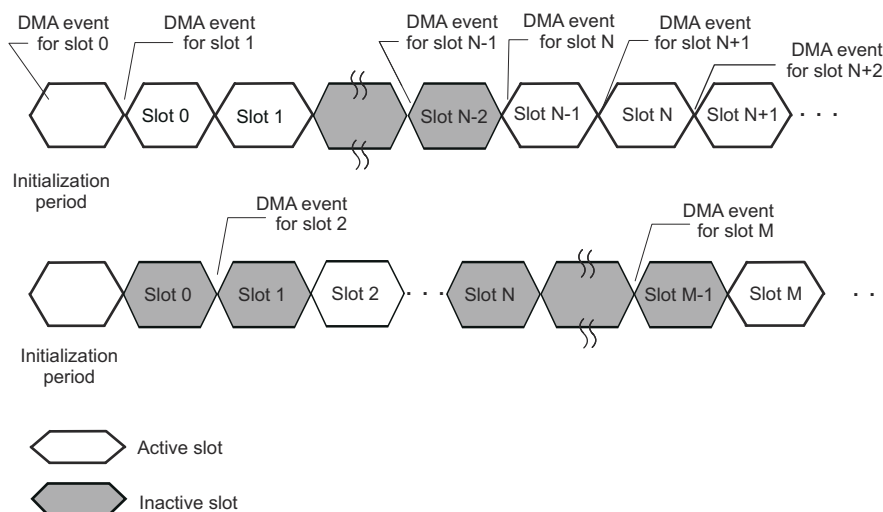 DMA event
for slot 0
DMA event
for slot 1
DMA event
for slot N-1
DMA event
for slot N
DMA event
for slot N+1
DMA event
for slot N+2
Slot 0
Slot 1
Slot N-2
Slot N-1
Slot N
Slot N+1
. . .
Initialization
period
DMA event
for slot 2
DMA event
for slot M
Slot 0
Slot 1
Slot 2
. . .
Slot N
Slot M-1
Slot M
. .
Initialization
period
Active slot
Inactive slot